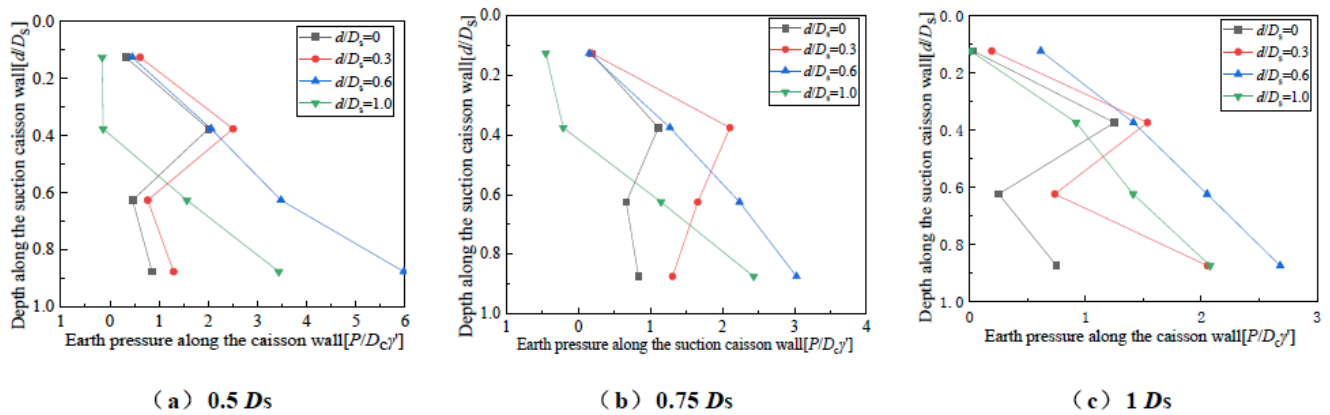 Depth along the suction caisson wall[d/Ds]
0.0
0.2
0.4
0.6
0.8
1.0
d/Ds=0
d/Ds=0.3
d/Ds=0.6
d/Ds=1.0
1 0 1 2 3 4 5 6
Earth pressure along the caisson wall[P/DCγ']
（a）0.5 Ds
Depth along the suction caisson wall[d/Ds]
0.0
0.2
0.4
0.6
0.8
1.0
d/Ds=0
d/Ds=0.3
d/Ds=0.6
d/Ds=1.0
1 0 1 2 3 4
Earth pressure along the suction caisson wall[P/Dcγ']
（b）0.75 Ds
Depth along the suction caisson wall[d/Ds]
0.0
0.2
0.4
0.6
0.8
1.0
d/Ds=0
d/Ds=0.3
d/Ds=0.6
d/Ds=1.0
0 1 2 3
Earth pressure along the caisson wall[P/Dcγ']
（c）1 Ds